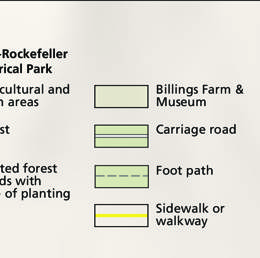 -Rockefeller
rical Park
cultural and
n areas
st
ted forest
ds with
of planting
Billings Farm &
Museum
Carriage road
Foot path
Sidewalk or
walkway